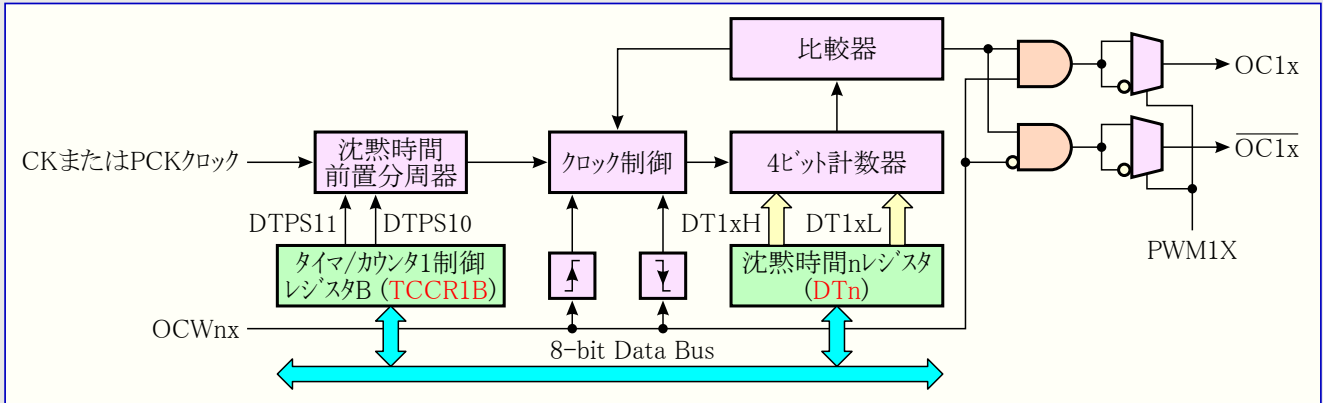 比較器
OC1x
CKまたはPCKクロック
沈黙時間
前置分周器
クロック制御
4ビット計数器
OC1x
DTPS11
DTPS10
DT1xH
DT1xL
PWM1X
タイマ/カウンタ1制御
レジスタB (TCCR1B)
沈黙時間nレジスタ
(DTn)
OCWnx
8-bit Data Bus